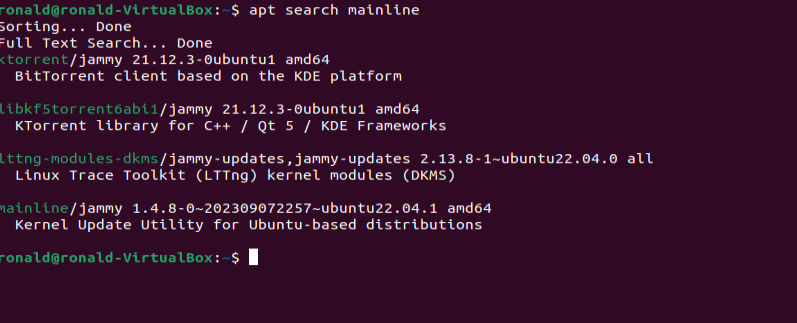 ronald@ronald-VirtualBox:~$ apt search mainline
Sorting... Done
Full Text Search... Done
ktorrent/jammy 21.12.3-0ubuntu1 amd64
BitTorrent client based on the KDE platform
libkf5torrent6abi1/jammy 21.12.3-0ubuntu1 amd64
KTorrent library for C++ / Qt 5 / KDE Frameworks
lttng-modules-dkms/jammy-updates,jammy-updates 2.13.8-1~ubuntu22.04.0 all
Linux Trace Toolkit (LTTng) kernel modules (DKMS)
mainline/jammy 1.4.8-0~202309072257~ubuntu22.04.1 amd64
Kernel Update Utility for Ubuntu-based distributions
ronald@ronald-VirtualBox:~$